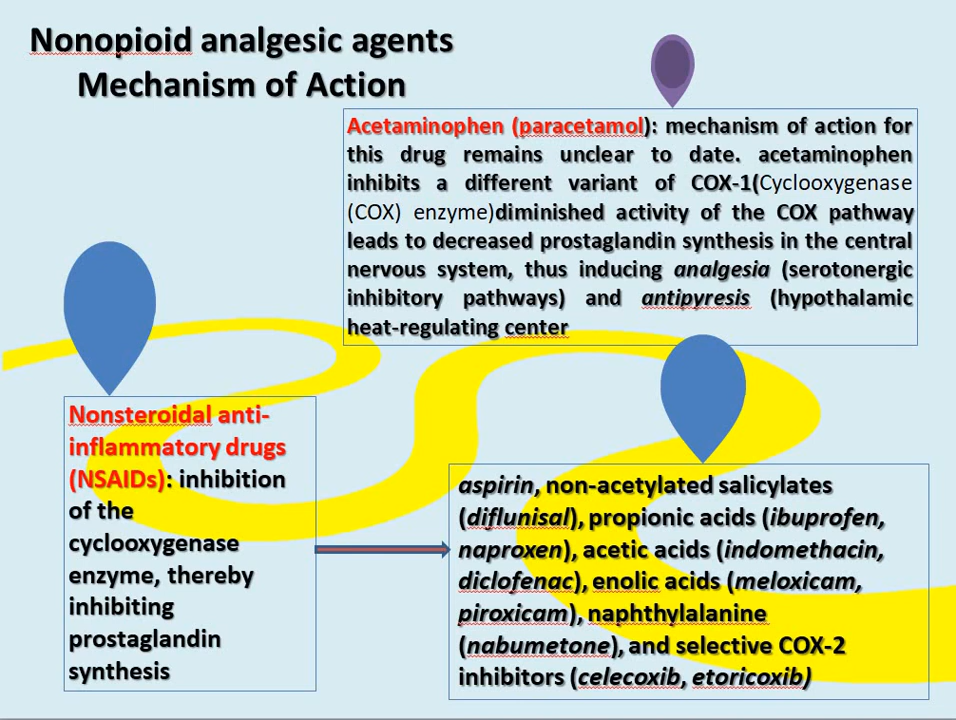 Nonopioid analgesic agents
Mechanism of Action
Acetaminophen (paracetamol): mechanism of action for
this drug remains unclear to date. acetaminophen
inhibits a different variant of COX-1(Cyclooxygenase
(COX) enzyme)diminished activity of the COX pathway
leads to decreased prostaglandin synthesis in the central
nervous system, thus inducing analgesia (serotonergic
inhibitory pathways) and antipyresis (hypothalamic
heat-regulating center
Nonsteroidal anti-
inflammatory drugs
(NSAIDs): inhibition
of the
cyclooxygenase
enzyme, thereby
inhibiting
prostaglandin
synthesis
aspirin, non-acetylated salicylates
(diflunisal), propionic acids (ibuprofen,
naproxen), acetic acids (indomethacin,
diclofenac), enolic acids (meloxicam,
piroxicam), naphthylalanine
(nabumetone), and selective COX-2
inhibitors (celecoxib, etoricoxib)